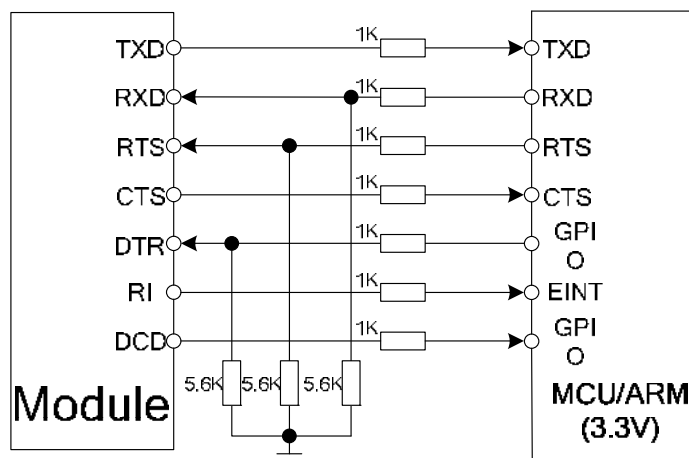 TXD 1K TXD
RXD 1K RXD
RTS 1K RTS
CTS 1K CTS
DTR 1K GPI
O
RI 1K EINT
DCD 1K GPI
O
5.6K 5.6K 5.6K
Module
MCU/ARM
(3.3V)